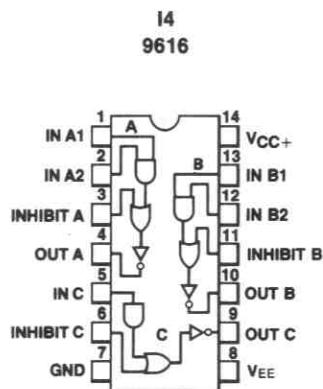 I4
9616
1
14
A
IN A1
VCC+
2
13
IN A2
B
IN B1
3
12
INHIBIT A
IN B2
4
11
OUT A
INHIBIT B
5
10
IN C
OUT B
6
9
INHIBIT C
C
OUT C
7
8
GND
VEE